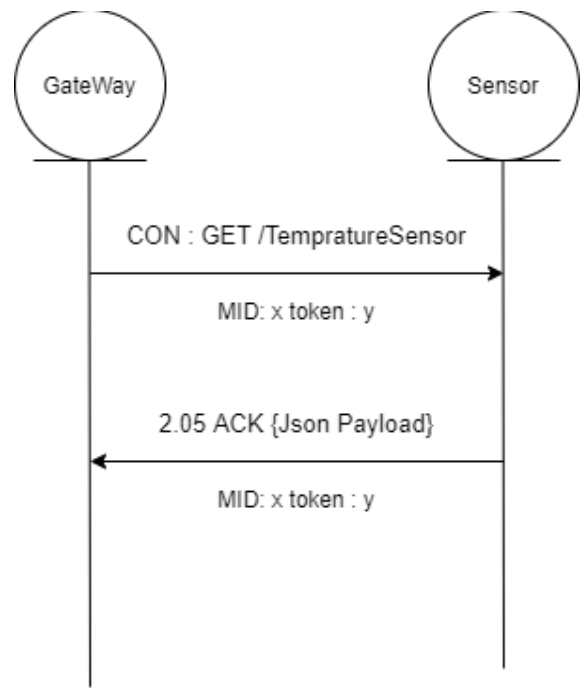 GateWay
Sensor
CON : GET /TempratureSensor
MID: x token : y
2.05 ACK {Json Payload}
MID: x token : y